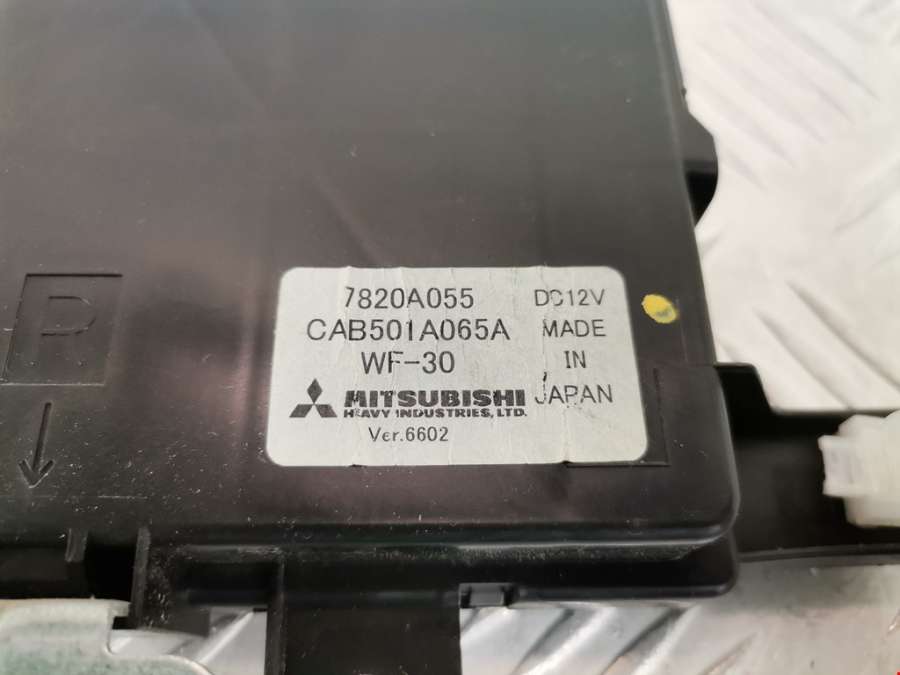 R
7820A055
CAB501A065A
WF-30
MITSUBISHI
HEAVY INDUSTRIES, LTD.
Ver.6602
DC12V
MADE
IN
JAPAN